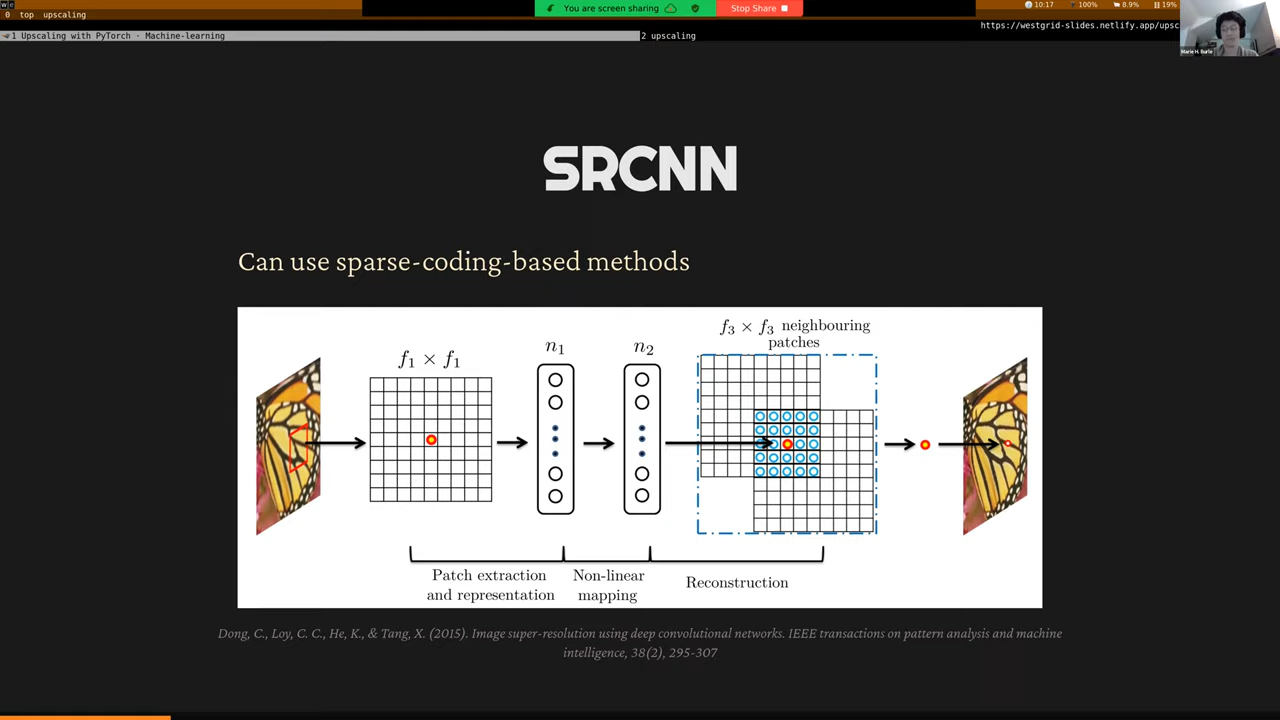 0 top upscaling
You are screen sharing
Stop Share
10:17
100%
8.9%
19%
https://westgrid-slides.netlify.app/upsc
1 Upscaling with PyTorch · Machine-learning
2 upscaling
Marie H. Burle
SRCNN
Can use sparse-coding-based methods
f₁ × f₁
n₁
n₂
f₃ × f₃ neighbouring
patches
Patch extraction
and representation
Non-linear
mapping
Reconstruction
Dong, C., Loy, C. C., He, K., & Tang, X. (2015). Image super-resolution using deep convolutional networks. IEEE transactions on pattern analysis and machine
intelligence, 38(2), 295-307